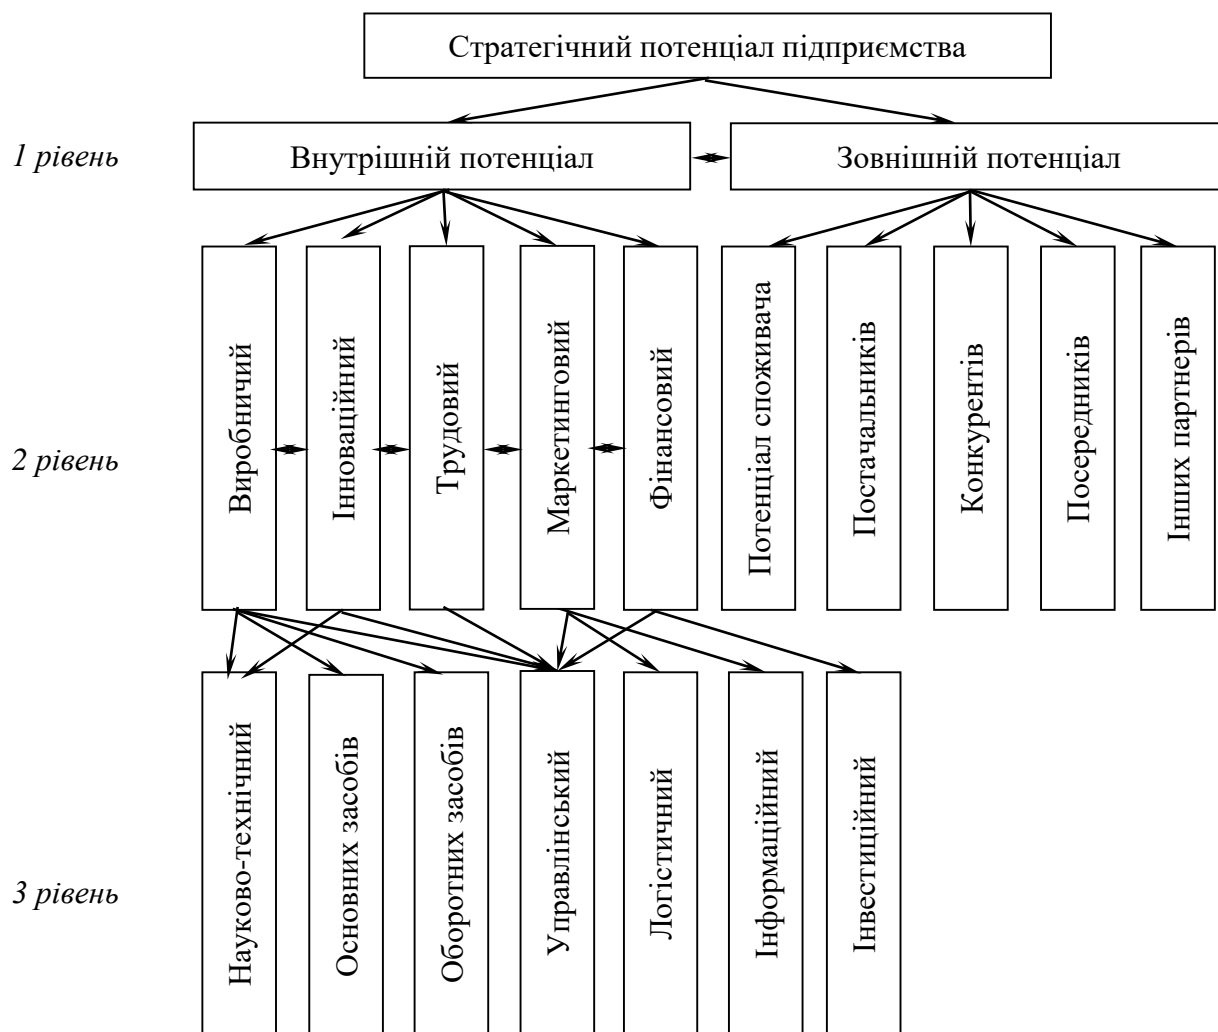 Стратегічний потенціал підприємства
1 рівень
Внутрішній потенціал
Зовнішній потенціал
2 рівень
Виробничий
Інноваційний
Трудовий
Маркетинговий
Фінансовий
Потенціал споживача
Постачальників
Конкурентів
Посередників
Інших партнерів
3 рівень
Науково-технічний
Основних засобів
Оборотних засобів
Управлінський
Логістичний
Інформаційний
Інвестиційний